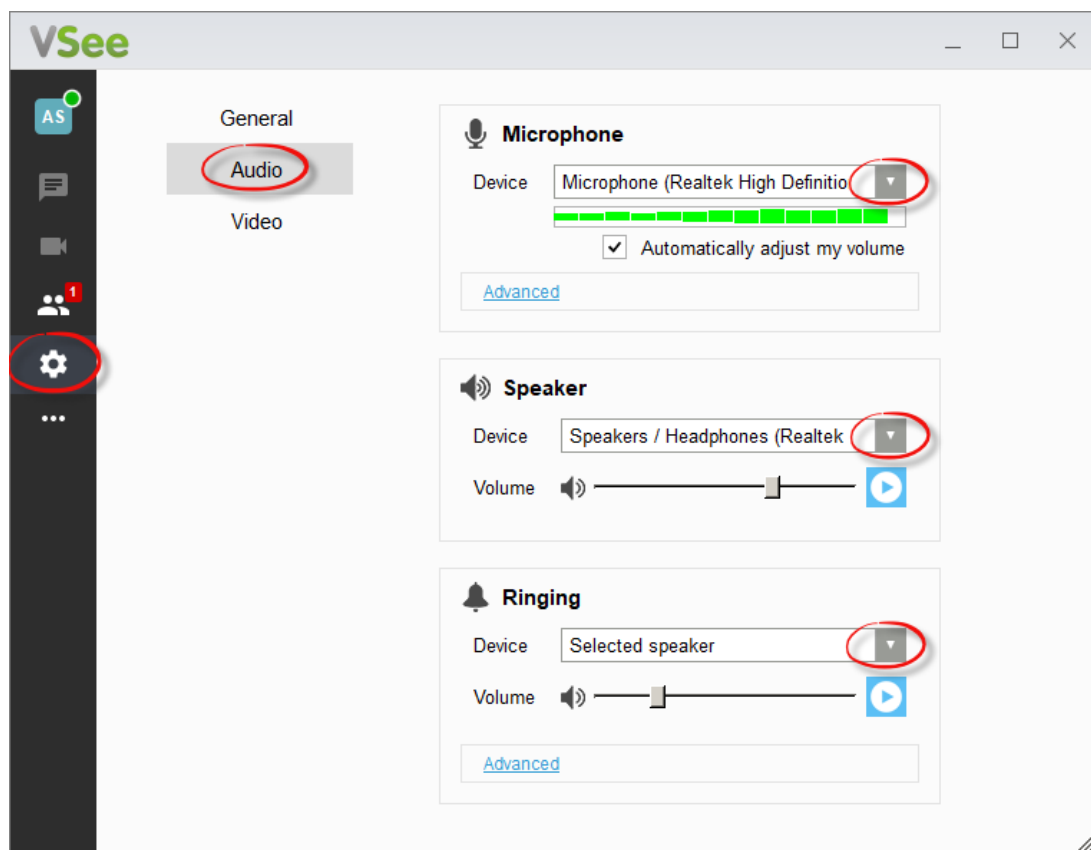 VSee
AS
1
General
Audio
Video
Microphone
Device Microphone (Realtek High Definitio
Automatically adjust my volume
Advanced
Speaker
Device Speakers / Headphones (Realtek
Volume
Ringing
Device Selected speaker
Volume
Advanced